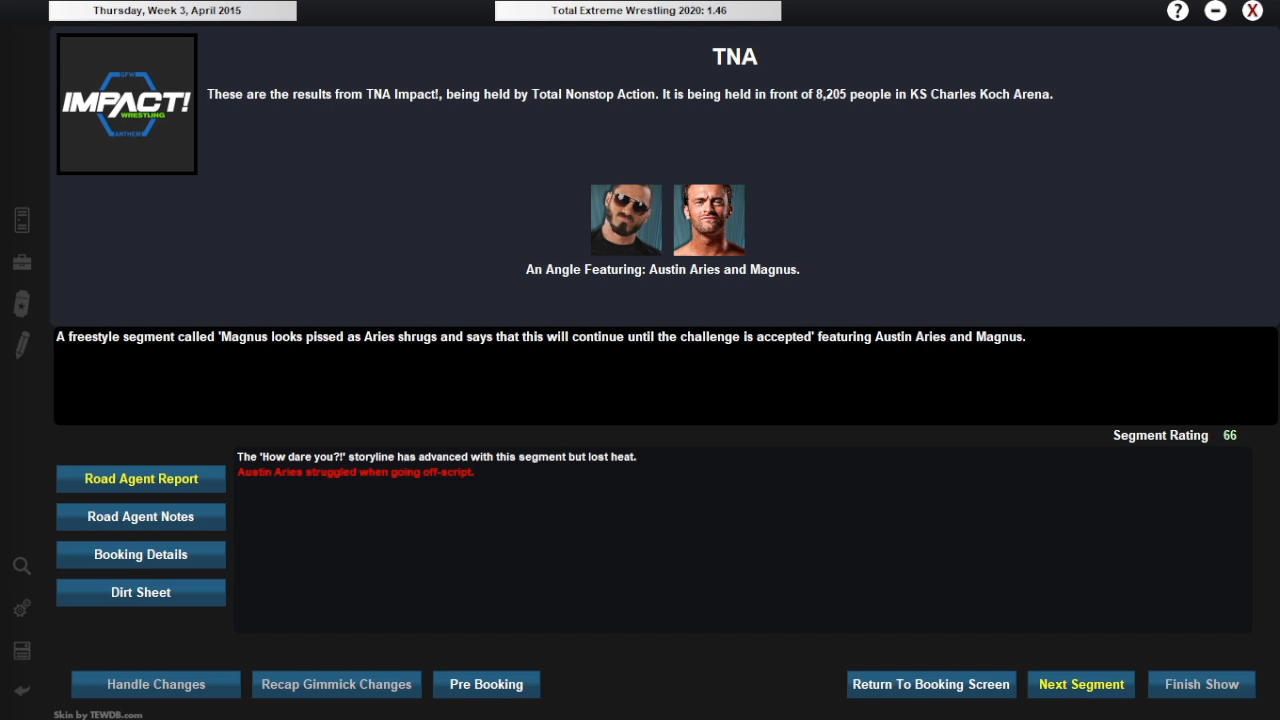 Thursday, Week 3, April 2015
Total Extreme Wrestling 2020: 1.46
?
X
TNA
GFW
IMPACT!
WRESTLING
ANTHEM
These are the results from TNA Impact!, being held by Total Nonstop Action. It is being held in front of 8,205 people in KS Charles Koch Arena.
An Angle Featuring: Austin Aries and Magnus.
A freestyle segment called 'Magnus looks pissed as Aries shrugs and says that this will continue until the challenge is accepted' featuring Austin Aries and Magnus.
Segment Rating 66
The 'How dare you?!' storyline has advanced with this segment but lost heat.
Austin Aries struggled when going off-script.
Road Agent Report
Road Agent Notes
Booking Details
Dirt Sheet
Handle Changes
Recap Gimmick Changes
Pre Booking
Return To Booking Screen
Next Segment
Finish Show
Skin by TEWDB.com